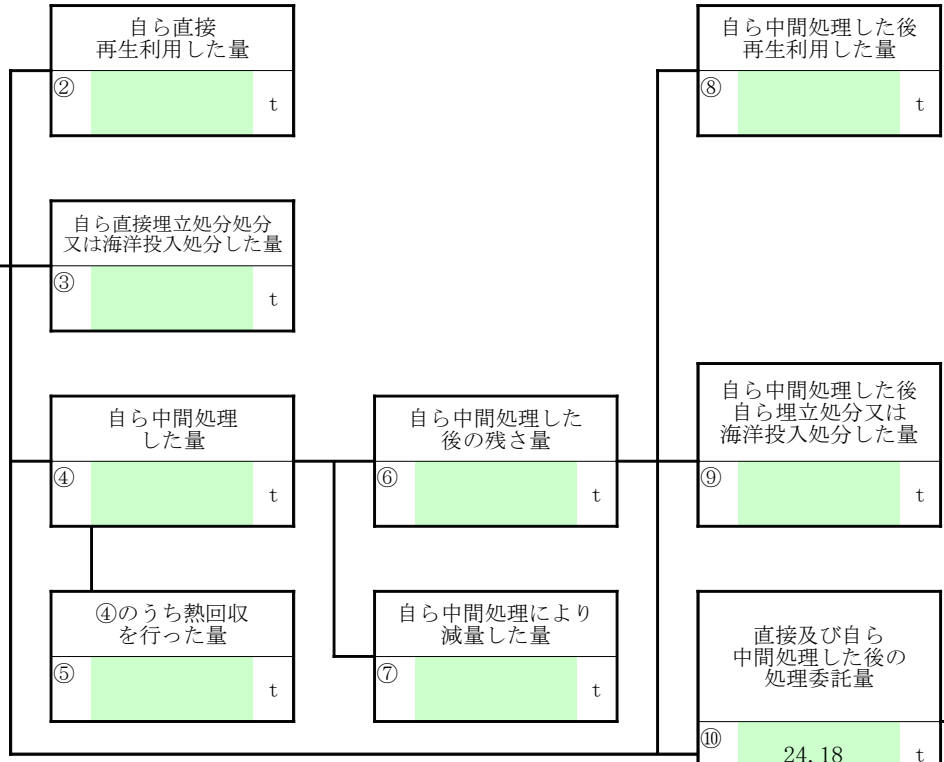 自ら直接
再生利用した量
② t
自ら中間処理した後
再生利用した量
⑧ t
自ら直接埋立処分処分
又は海洋投入処分した量
③ t
自ら中間処理
した量
④ t
自ら中間処理した
後の残さ量
⑥ t
自ら中間処理した後
自ら埋立処分又は
海洋投入処分した量
⑨ t
④のうち熱回収
を行った量
⑤ t
自ら中間処理により
減量した量
⑦ t
直接及び自ら
中間処理した後の
処理委託量
⑩ 24.18 t